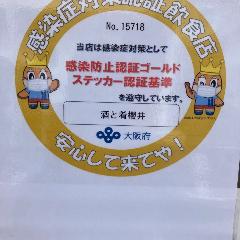 感染症対策認証飲食店
No.15718
当店は感染症対策として
感染防止認証ゴールド
ステッカー認証基準
を遵守しています。
酒と肴櫻井
大阪府
安心して来てや！